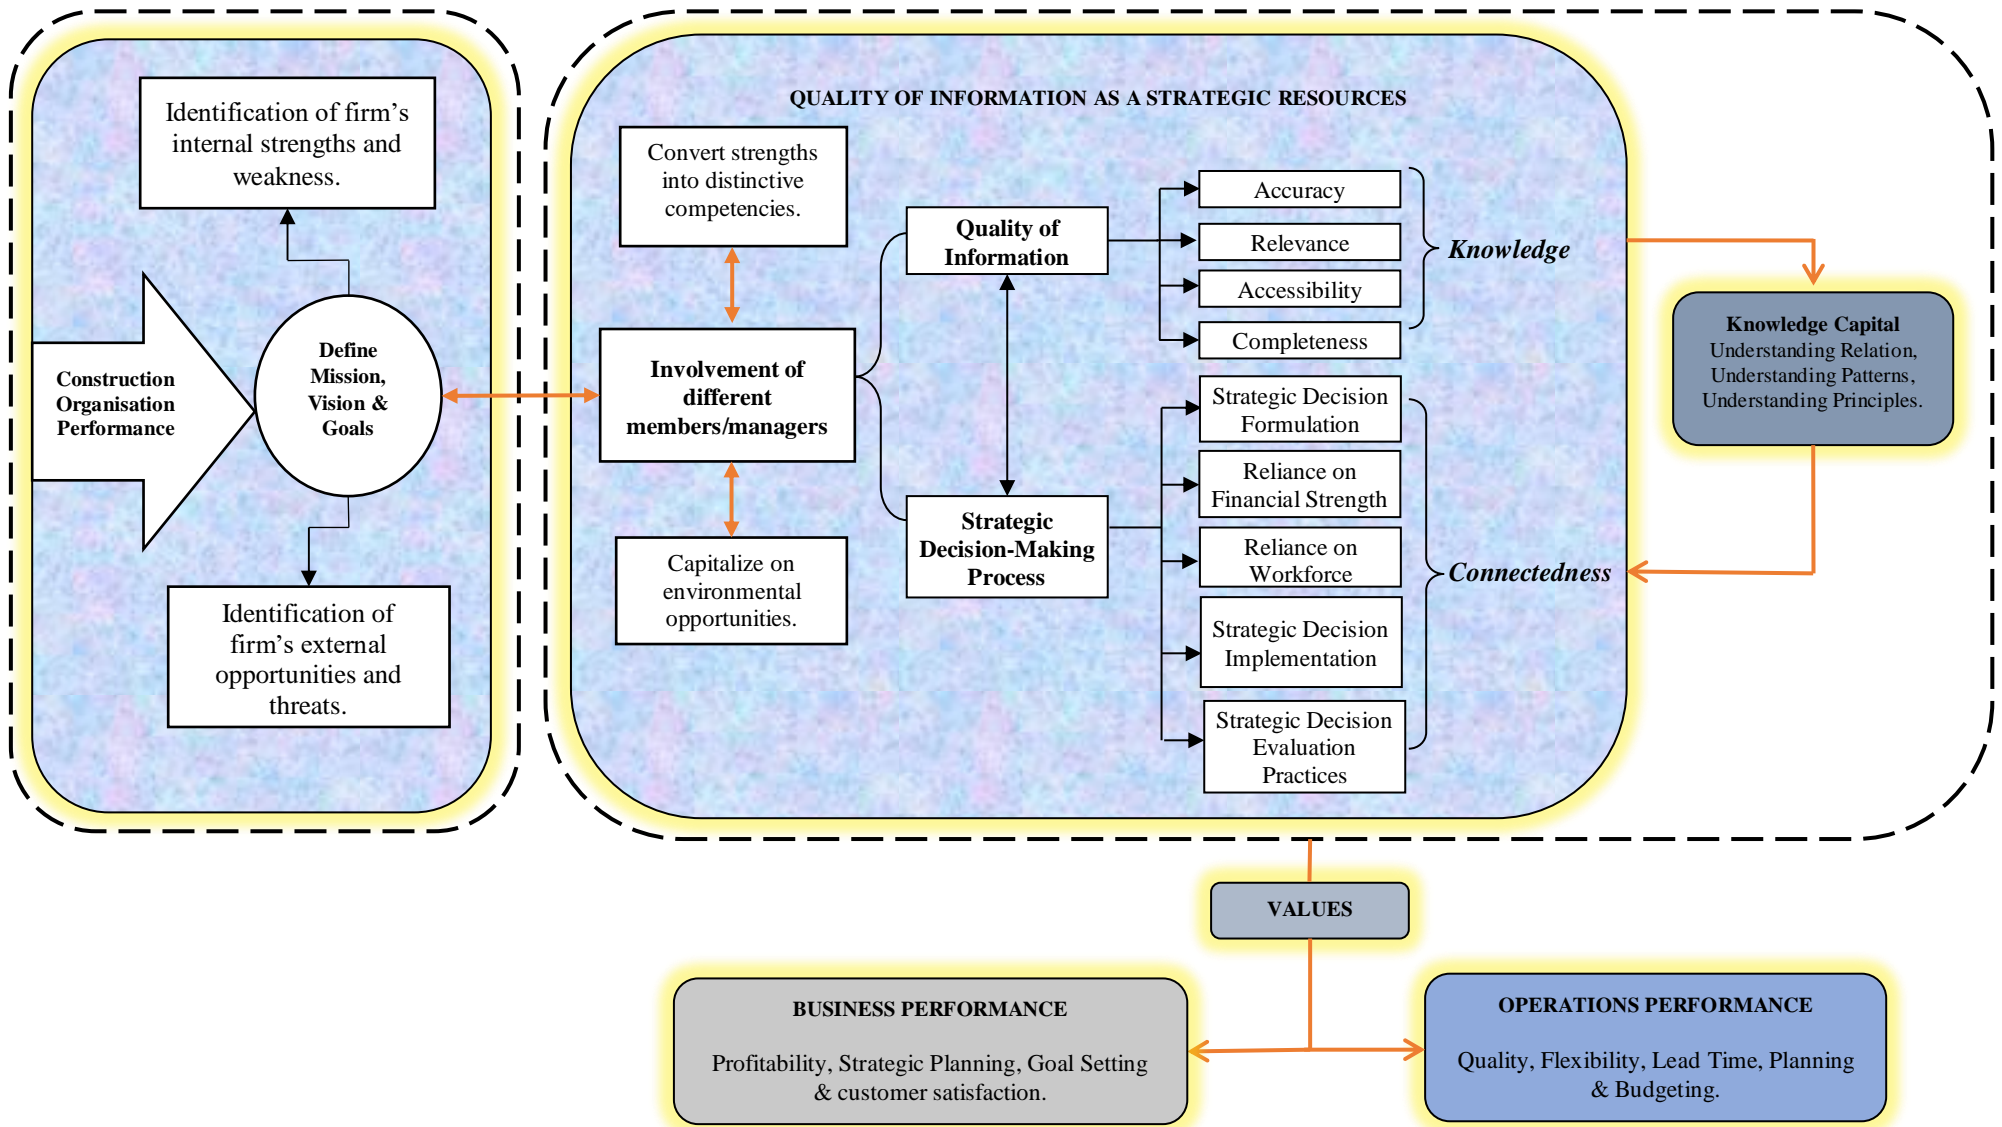 Identification of firm's
internal strengths and
weakness.
Construction
Organisation
Performance
Define
Mission,
Vision &
Goals
Identification of
firm's external
opportunities and
threats.
QUALITY OF INFORMATION AS A STRATEGIC RESOURCES
Convert strengths
into distinctive
competencies.
Involvement of
different
members/managers
Capitalize on
environmental
opportunities.
Quality of
Information
Strategic
Decision-Making
Process
Accuracy
Relevance
Accessibility
Completeness
Knowledge
Strategic Decision
Formulation
Reliance on
Financial Strength
Reliance on
Workforce
Strategic Decision
Implementation
Strategic Decision
Evaluation
Practices
Connectedness
Knowledge Capital
Understanding Relation,
Understanding Patterns,
Understanding Principles.
VALUES
BUSINESS PERFORMANCE
Profitability, Strategic Planning, Goal Setting
& customer satisfaction.
OPERATIONS PERFORMANCE
Quality, Flexibility, Lead Time, Planning
& Budgeting.